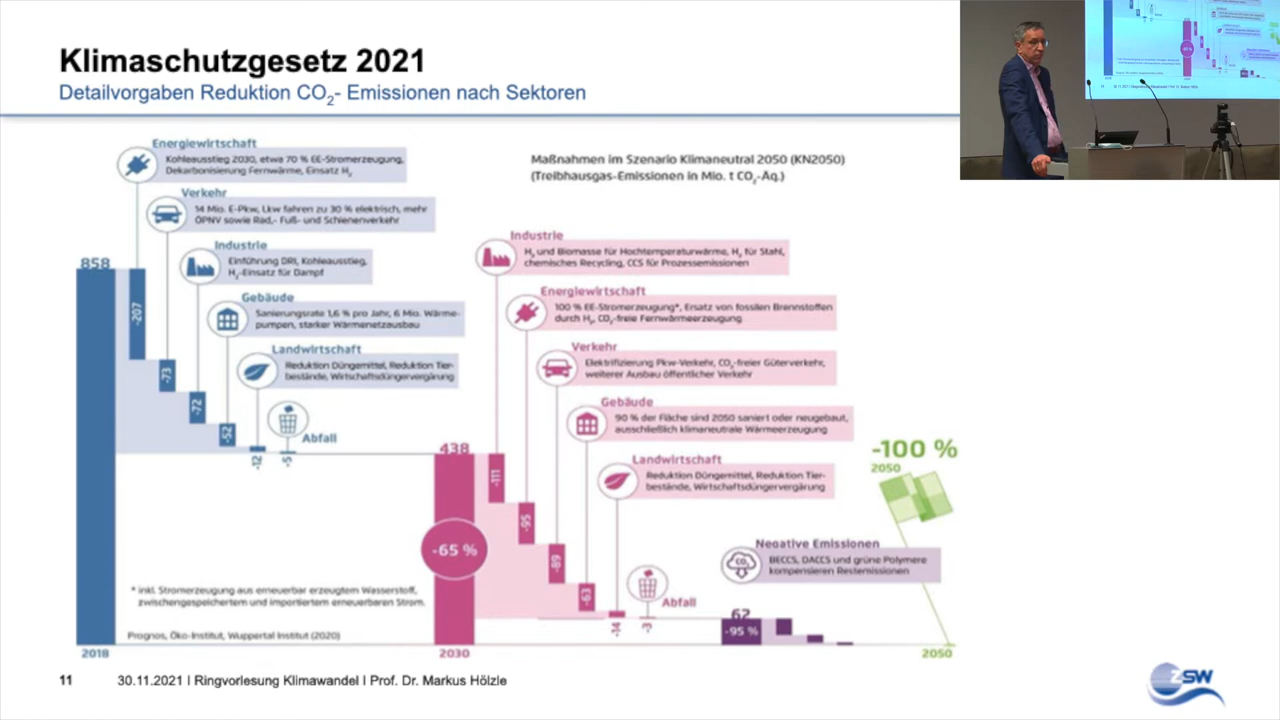 Klimaschutzgesetz 2021
Detailvorgaben Reduktion CO2- Emissionen nach Sektoren
Energiewirtschaft
Kohleausstieg 2030, etwa 70 % EE-Stromerzeugung,
Dekarbonisierung Fernwärme, Einsatz H2
Maßnahmen im Szenario Klimaneutral 2050 (KN2050)
(Treibhausgas-Emissionen in Mio. t CO2-Äq.)
Verkehr
14 Mio. E-Pkw, Lkw fahren zu 30 % elektrisch, mehr
ÖPNV sowie Rad,- Fuß- und Schienenverkehr
Industrie
Einführung DRI, Kohleausstieg,
H2-Einsatz für Dampf
Gebäude
Sanierungsrate 1,6 % pro Jahr, 6 Mio. Wärme-
pumpen, starker Wärmenetzausbau
Landwirtschaft
Reduktion Düngemittel, Reduktion Tier-
bestände, Wirtschaftsdüngervergärung
Abfall
858
-207
-73
-72
-52
-12
-5
Industrie
H2 und Biomasse für Hochtemperaturwärme, H2 für Stahl,
chemisches Recycling, CCS für Prozessemissionen
Energiewirtschaft
100 % EE-Stromerzeugung*, Ersatz von fossilen Brennstoffen
durch H2, CO2-freie Fernwärmeerzeugung
Verkehr
Elektrifizierung Pkw-Verkehr, CO2-freier Güterverkehr,
weiterer Ausbau öffentlicher Verkehr
Gebäude
90 % der Fläche sind 2050 saniert oder neugebaut,
ausschließlich klimaneutrale Wärmeerzeugung
Landwirtschaft
Reduktion Düngemittel, Reduktion Tier-
bestände, Wirtschaftsdüngervergärung
Abfall
438
-65 %
-111
-95
-89
-63
-14
-3
-100 %
2050
Negative Emissionen
CO2
BECCS, DACCS und grüne Polymere
kompensieren Restemissionen
62
-95 %
* inkl. Stromerzeugung aus erneuerbar erzeugtem Wasserstoff,
zwischengespeichertem und importiertem erneuerbaren Strom.
Prognos, Öko-Institut, Wuppertal Institut (2020)
2018
2030
2050
11
30.11.2021 I Ringvorlesung Klimawandel I Prof. Dr. Markus Hölzle
ZSW